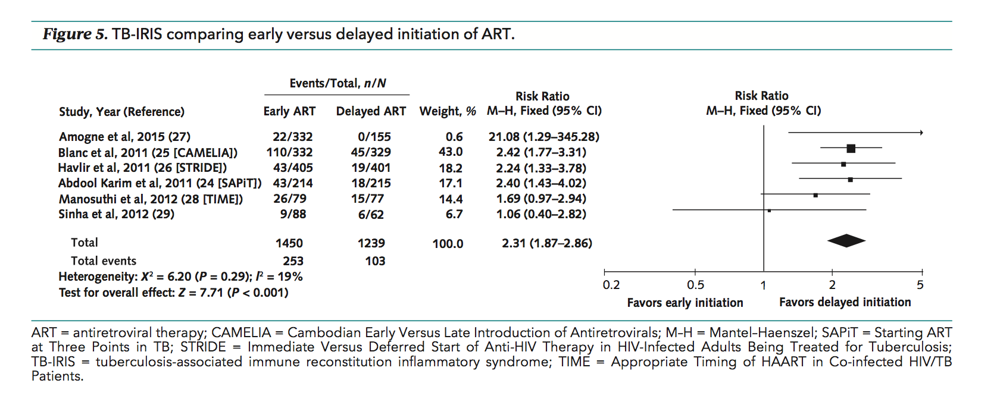 Figure 5. TB-IRIS comparing early versus delayed initiation of ART.
Events/Total, n/N
Risk Ratio
Risk Ratio
Study, Year (Reference) Early ART Delayed ART Weight, % M–H, Fixed (95% CI) M–H, Fixed (95% CI)
Amogne et al, 2015 (27) 22/332 0/155 0.6 21.08 (1.29–345.28)
Blanc et al, 2011 (25 [CAMELIA]) 110/332 45/329 43.0 2.42 (1.77–3.31)
Havlir et al, 2011 (26 [STRIDE]) 43/405 19/401 18.2 2.24 (1.33–3.78)
Abdool Karim et al, 2011 (24 [SAPiT]) 43/214 18/215 17.1 2.40 (1.43–4.02)
Manosuthi et al, 2012 (28 [TIME]) 26/79 15/77 14.4 1.69 (0.97–2.94)
Sinha et al, 2012 (29) 9/88 6/62 6.7 1.06 (0.40–2.82)
Total 1450 1239 100.0 2.31 (1.87–2.86)
Total events 253 103
Heterogeneity: X² = 6.20 (P = 0.29); I² = 19%
Test for overall effect: Z = 7.71 (P < 0.001)
0.2 0.5 1 2 5
Favors early initiation Favors delayed initiation
ART = antiretroviral therapy; CAMELIA = Cambodian Early Versus Late Introduction of Antiretrovirals; M–H = Mantel–Haenszel; SAPiT = Starting ART
at Three Points in TB; STRIDE = Immediate Versus Deferred Start of Anti-HIV Therapy in HIV-Infected Adults Being Treated for Tuberculosis;
TB-IRIS = tuberculosis-associated immune reconstitution inflammatory syndrome; TIME = Appropriate Timing of HAART in Co-infected HIV/TB
Patients.